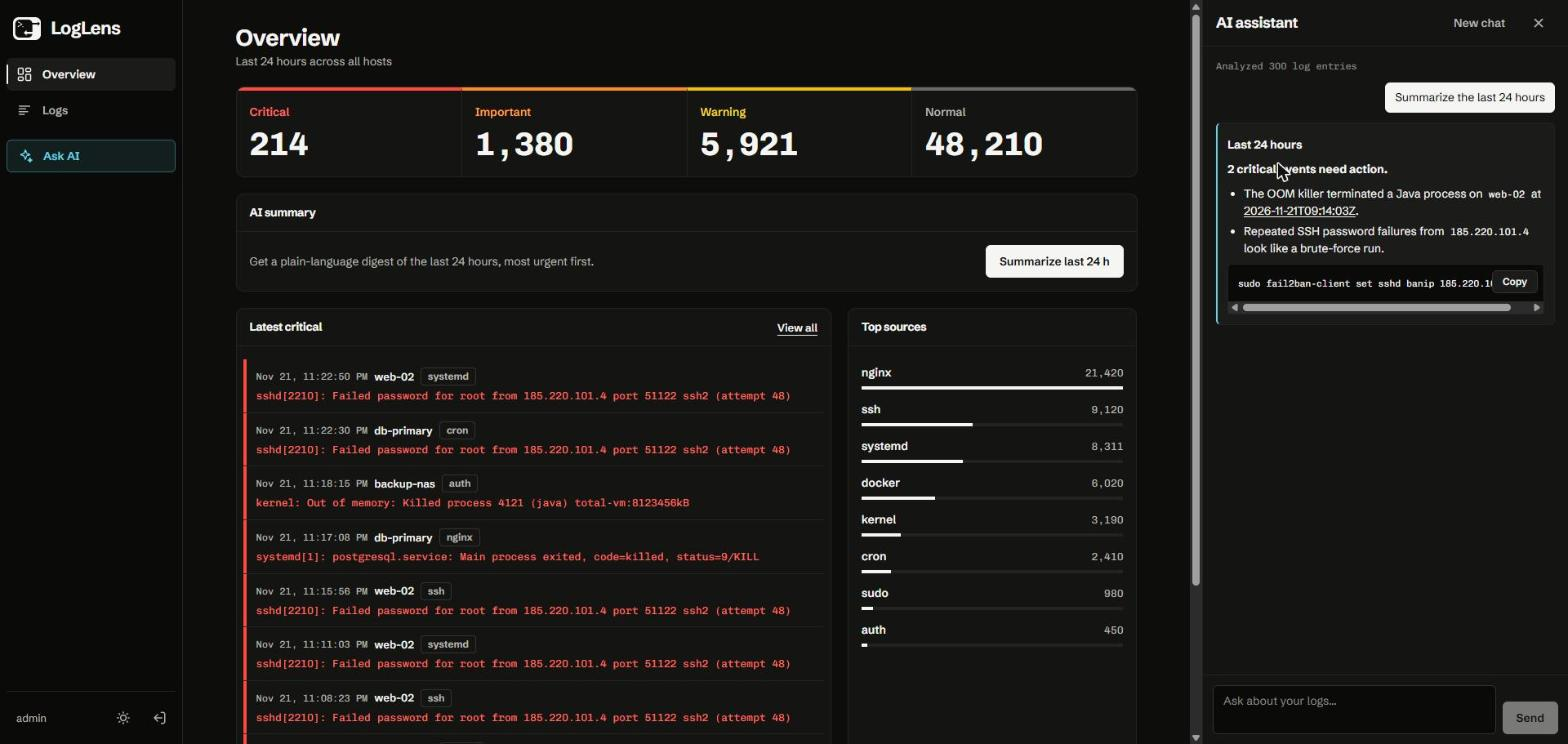 LogLens
Overview
Logs
Ask AI
admin
Overview
Last 24 hours across all hosts
Critical
214
Important
1,380
Warning
5,921
Normal
48,210
AI summary
Get a plain-language digest of the last 24 hours, most urgent first.
Summarize last 24 h
Latest critical
View all
Nov 21, 11:22:50 PM web-02 systemd
sshd[2210]: Failed password for root from 185.220.101.4 port 51122 ssh2 (attempt 48)
Nov 21, 11:22:30 PM db-primary cron
sshd[2210]: Failed password for root from 185.220.101.4 port 51122 ssh2 (attempt 48)
Nov 21, 11:18:15 PM backup-nas auth
kernel: Out of memory: Killed process 4121 (java) total-vm:8123456kB
Nov 21, 11:17:08 PM db-primary nginx
systemd[1]: postgresql.service: Main process exited, code=killed, status=9/KILL
Nov 21, 11:15:56 PM web-02 ssh
sshd[2210]: Failed password for root from 185.220.101.4 port 51122 ssh2 (attempt 48)
Nov 21, 11:11:03 PM web-02 systemd
sshd[2210]: Failed password for root from 185.220.101.4 port 51122 ssh2 (attempt 48)
Nov 21, 11:08:23 PM web-02 ssh
sshd[2210]: Failed password for root from 185.220.101.4 port 51122 ssh2 (attempt 48)
Top sources
nginx 21,420
ssh 9,120
systemd 8,311
docker 6,020
kernel 3,190
cron 2,410
sudo 980
auth 450
AI assistant
New chat
Analyzed 300 log entries
Summarize the last 24 hours
Last 24 hours
2 critical events need action.
The OOM killer terminated a Java process on web-02 at
2026-11-21T09:14:03Z.
Repeated SSH password failures from 185.220.101.4
look like a brute-force run.
sudo fail2ban-client set sshd banip 185.220.1
Copy
Ask about your logs...
Send